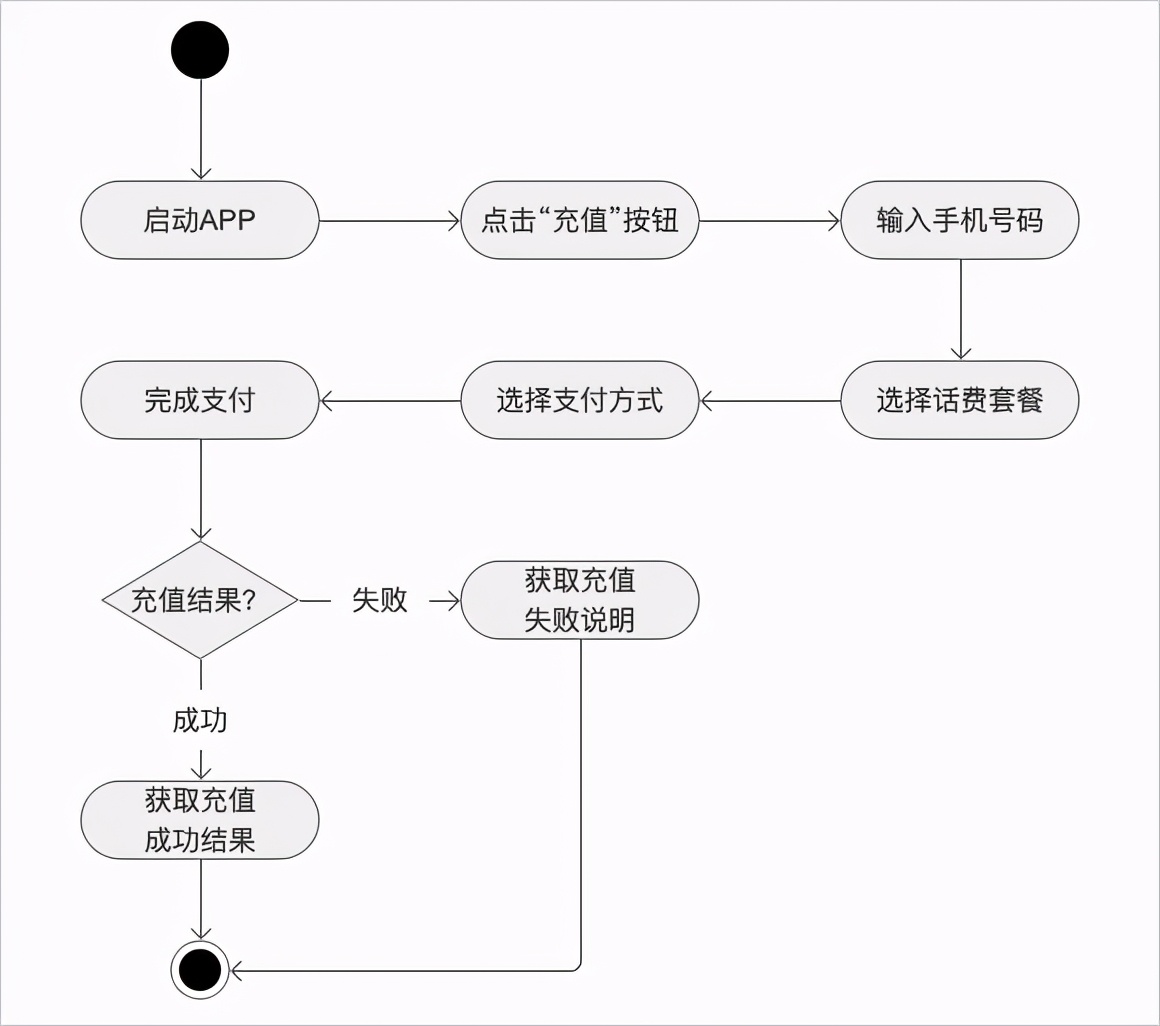 启动APP
点击“充值”按钮
输入手机号码
完成支付
选择支付方式
选择话费套餐
充值结果?
失败
获取充值
失败说明
成功
获取充值
成功结果